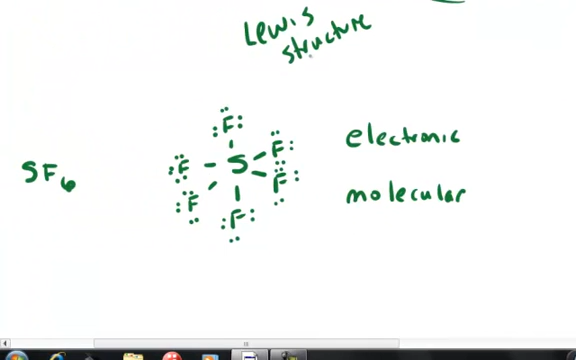 Lewis
structure
:F:
F:
electronic
SF6
:F
S
F:
molecular
:F
:F: